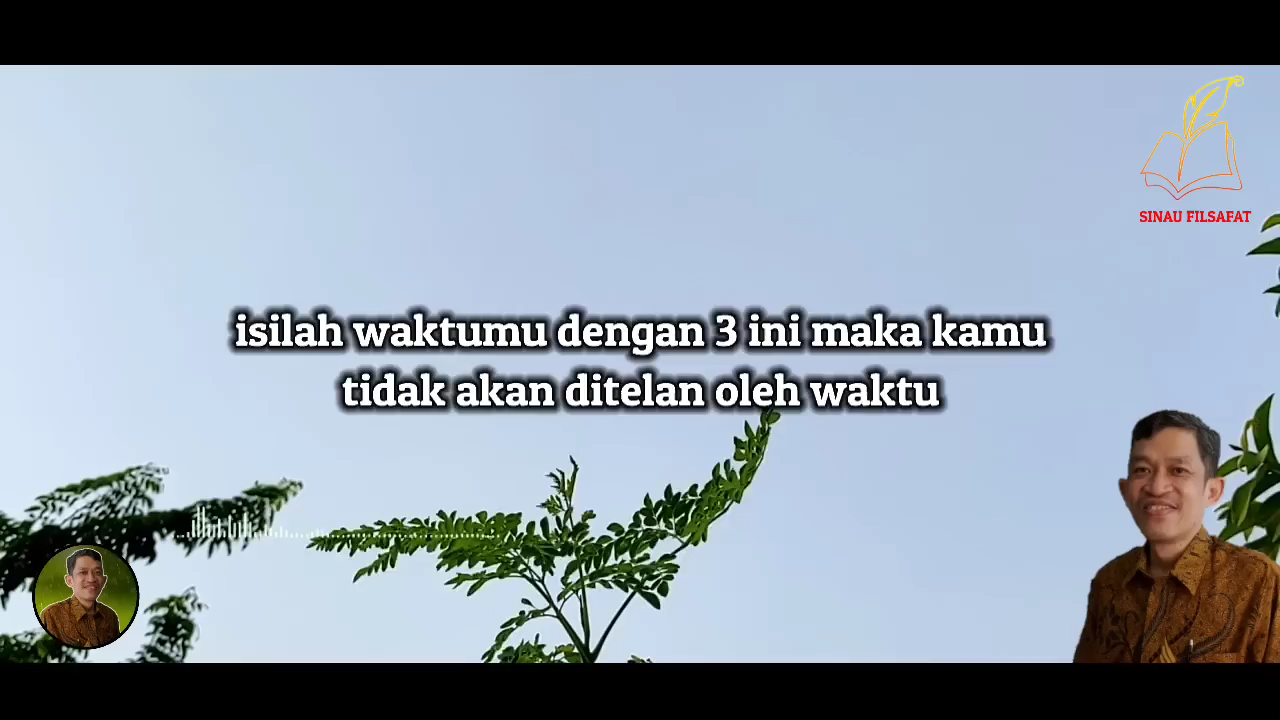 SINAU FILSAFAT
isilah waktumu dengan 3 ini maka kamu
tidak akan ditelan oleh waktu